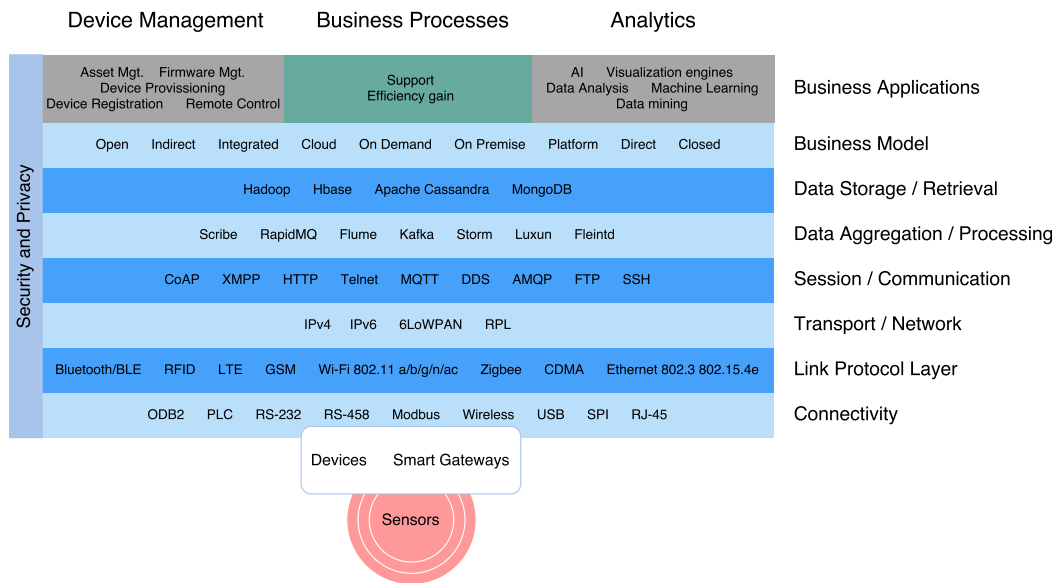 Device Management Business Processes Analytics
Asset Mgt. Firmware Mgt.
Device Provissioning
Device Registration Remote Control
Support
Efficiency gain
AI Visualization engines
Data Analysis Machine Learning
Data mining
Business Applications
Security and Privacy
Open Indirect Integrated Cloud On Demand On Premise Platform Direct Closed Business Model
Hadoop Hbase Apache Cassandra MongoDB Data Storage / Retrieval
Scribe RapidMQ Flume Kafka Storm Luxun Fleintd Data Aggregation / Processing
CoAP XMPP HTTP Telnet MQTT DDS AMQP FTP SSH Session / Communication
IPv4 IPv6 6LoWPAN RPL Transport / Network
Bluetooth/BLE RFID LTE GSM Wi-Fi 802.11 a/b/g/n/ac Zigbee CDMA Ethernet 802.3 802.15.4e Link Protocol Layer
ODB2 PLC RS-232 RS-458 Modbus Wireless USB SPI RJ-45 Connectivity
Devices Smart Gateways
Sensors